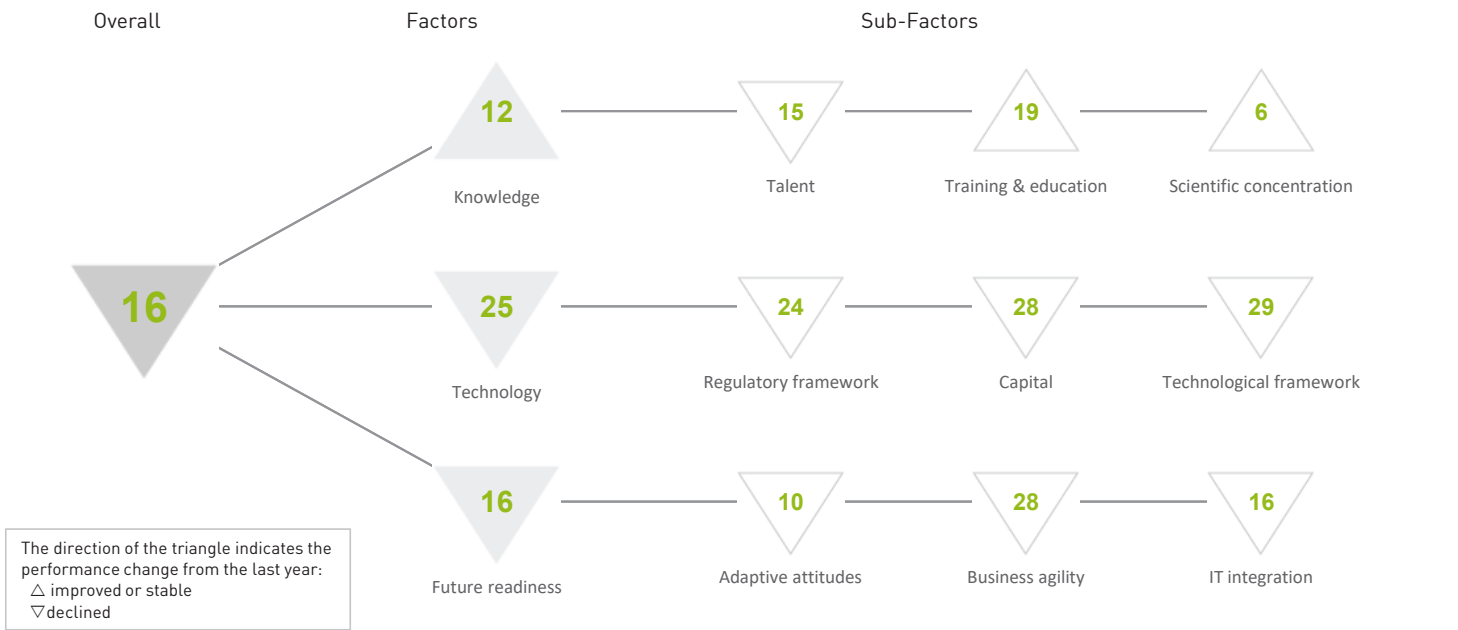 Overall Factors Sub-Factors
12 15 19 6
Knowledge Talent Training & education Scientific concentration
16 25 24 28 29
Technology Regulatory framework Capital Technological framework
16 10 28 16
Future readiness Adaptive attitudes Business agility IT integration
The direction of the triangle indicates the
performance change from the last year:
△ improved or stable
▽ declined